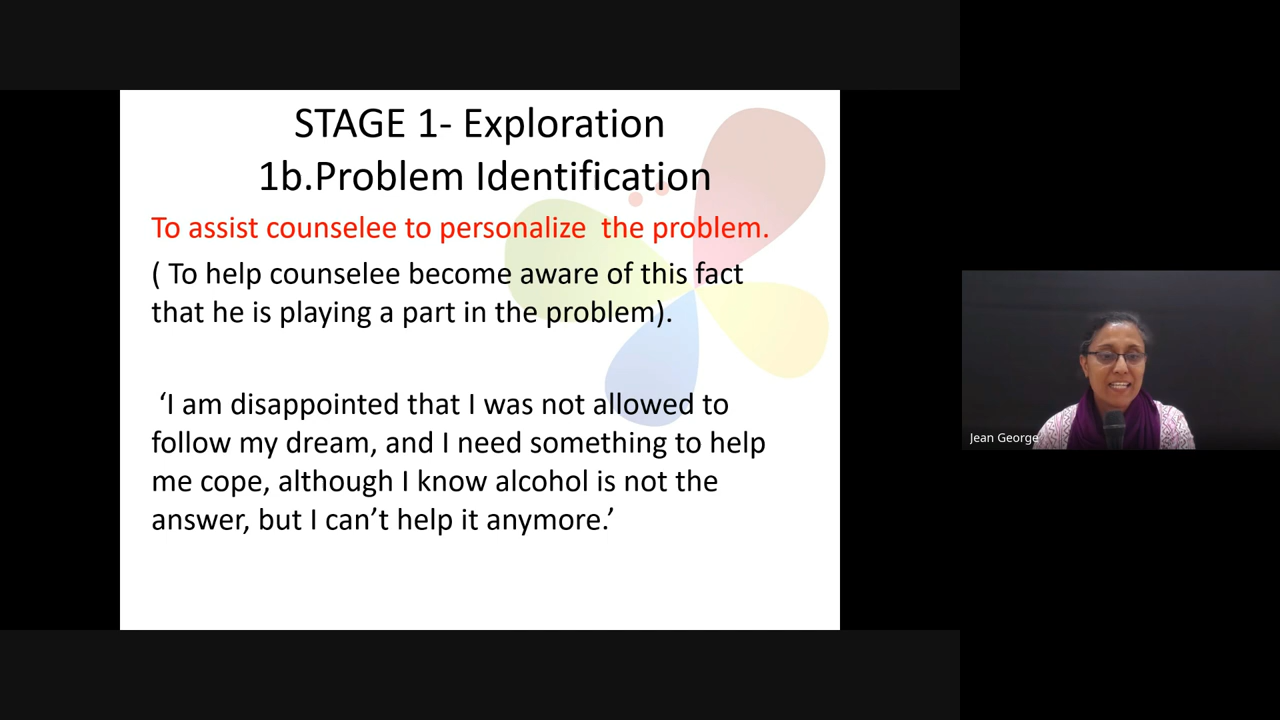 STAGE 1- Exploration
1b.Problem Identification
To assist counselee to personalize  the problem.
( To help counselee become aware of this fact
that he is playing a part in the problem).
‘I am disappointed that I was not allowed to
follow my dream, and I need something to help
me cope, although I know alcohol is not the
answer, but I can’t help it anymore.’
Jean George